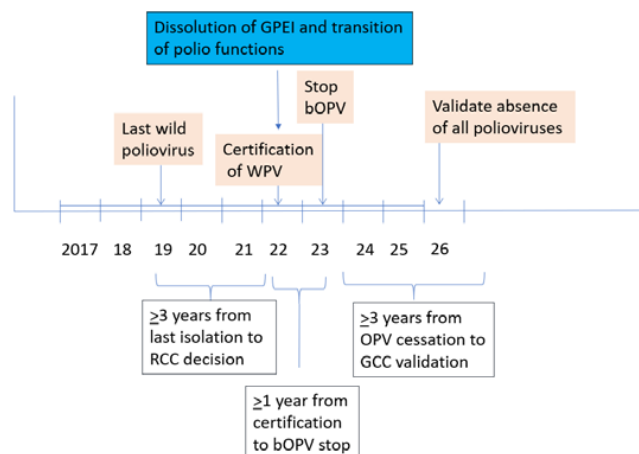 Dissolution of GPEI and transition
of polio functions
Stop
bOPV
Last wild
poliovirus
Certification
of WPV
Validate absence
of all polioviruses
2017 18 19 20 21 22 23 24 25 26
≥3 years from
last isolation to
RCC decision
≥1 year from
certification
to bOPV stop
≥3 years from
OPV cessation to
GCC validation